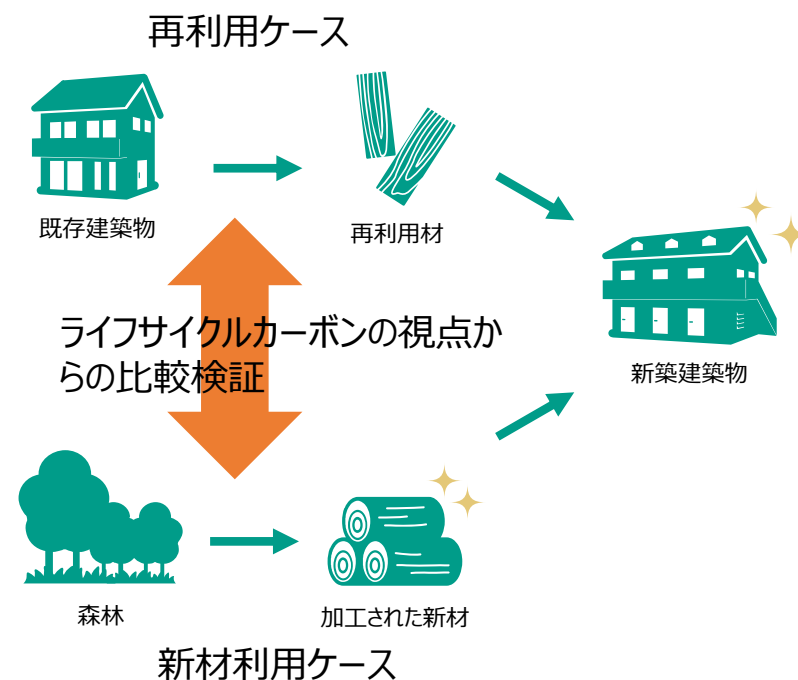 再利用ケース
既存建築物
再利用材
ライフサイクルカーボンの視点か
らの比較検証
新築建築物
森林
加工された新材
新材利用ケース